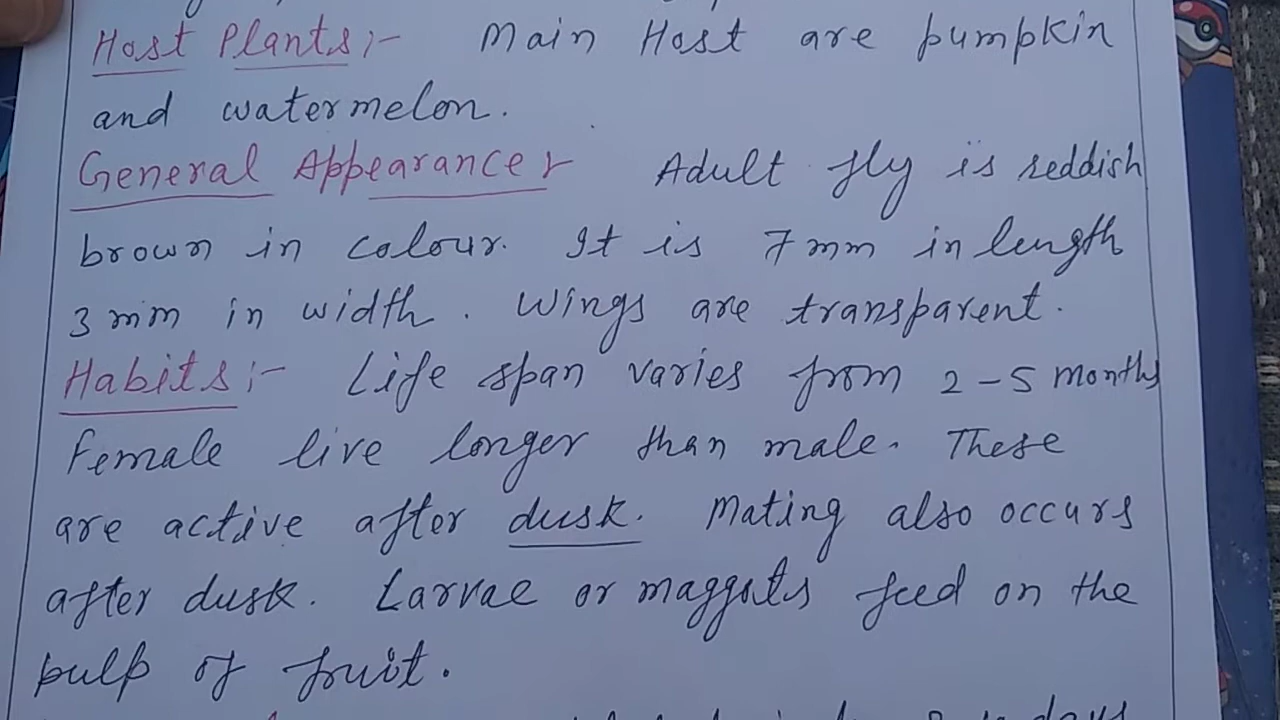 Host Plants:- Main Host are pumpkin
and watermelon.
General Appearance:- Adult fly is reddish
brown in colour. It is 7mm in length
3mm in width. Wings are transparent.
Habits:- Life span varies from 2-5 months
Female live longer than male. These
are active after dusk. Mating also occurs
after dusk. Larvae or maggots feed on the
pulp of fruit.
days